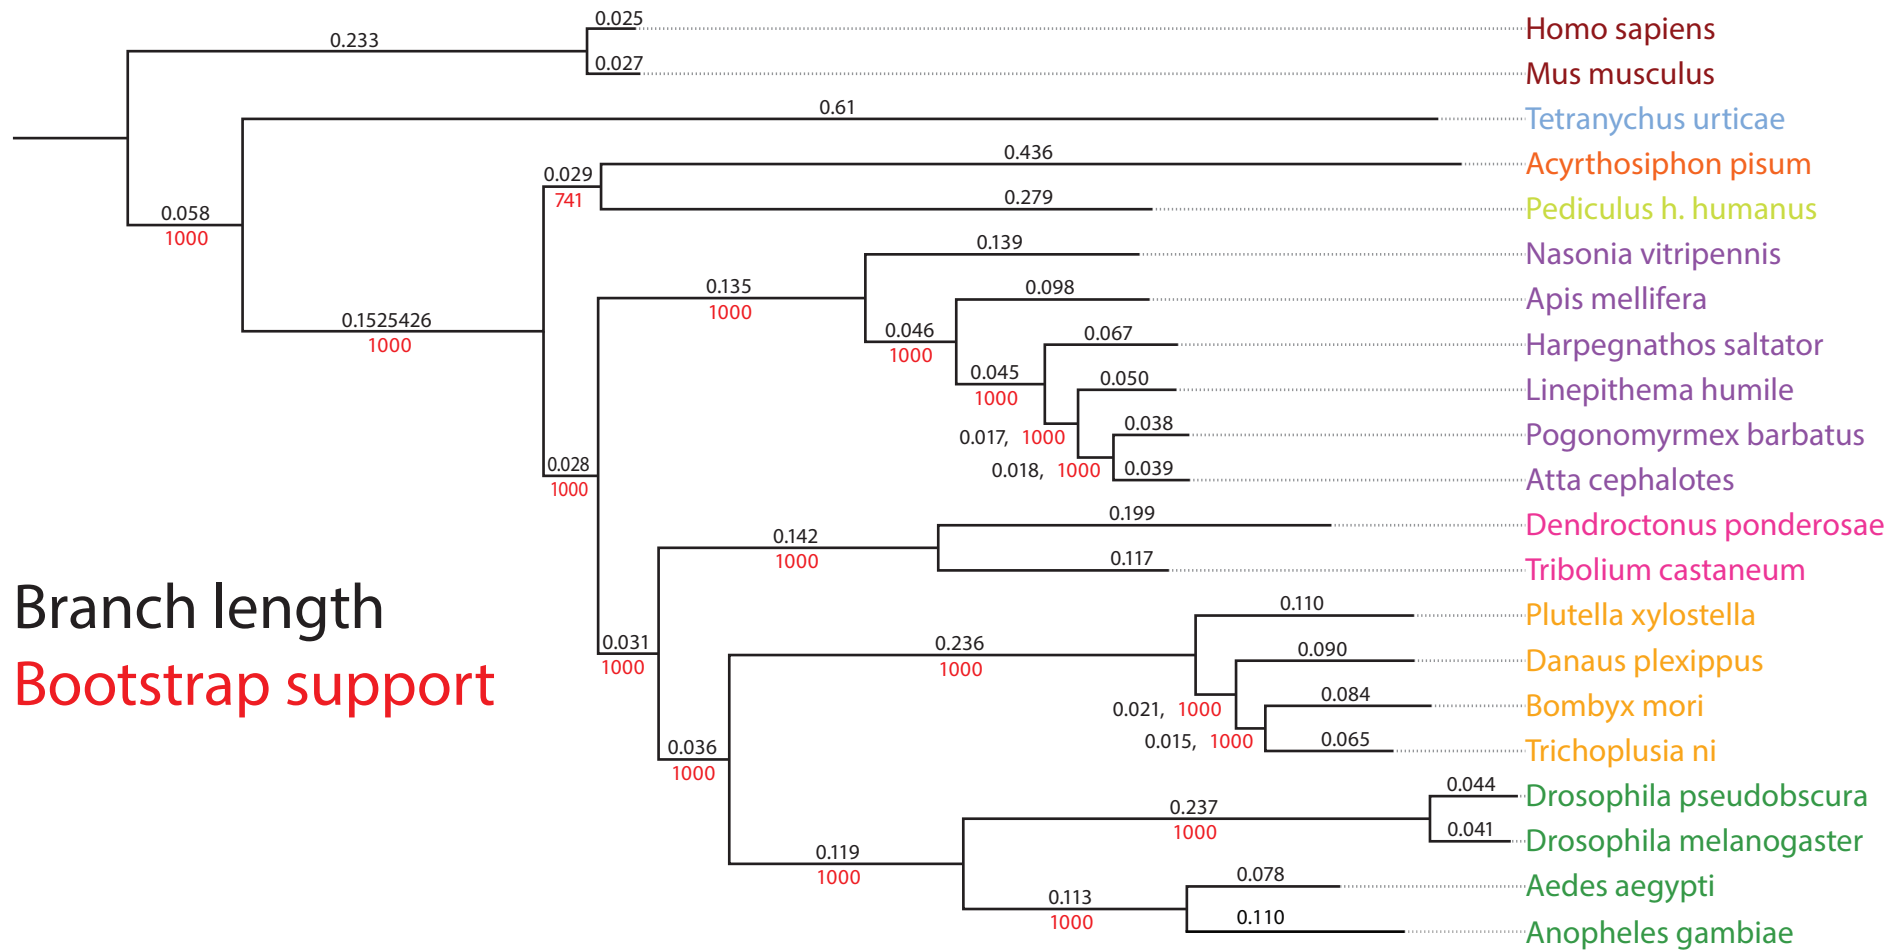 0.025
Homo sapiens
0.233
0.027
Mus musculus
0.61
Tetranychus urticae
0.436
Acyrthosiphon pisum
0.029
741
0.279
Pediculus h. humanus
0.058
1000
0.139
Nasonia vitripennis
0.135
1000
0.098
Apis mellifera
0.1525426
1000
0.046
1000
0.067
Harpegnathos saltator
0.045
1000
0.050
Linepithema humile
0.017, 1000
0.038
Pogonomyrmex barbatus
0.018, 1000
0.039
Atta cephalotes
0.028
1000
0.199
Dendroctonus ponderosae
0.142
1000
0.117
Tribolium castaneum
Branch length
Bootstrap support
0.110
Plutella xylostella
0.031
1000
0.236
1000
0.090
Danaus plexippus
0.021, 1000
0.084
Bombyx mori
0.015, 1000
0.065
Trichoplusia ni
0.036
1000
0.044
Drosophila pseudobscura
0.237
1000
0.041
Drosophila melanogaster
0.119
1000
0.078
Aedes aegypti
0.113
1000
0.110
Anopheles gambiae